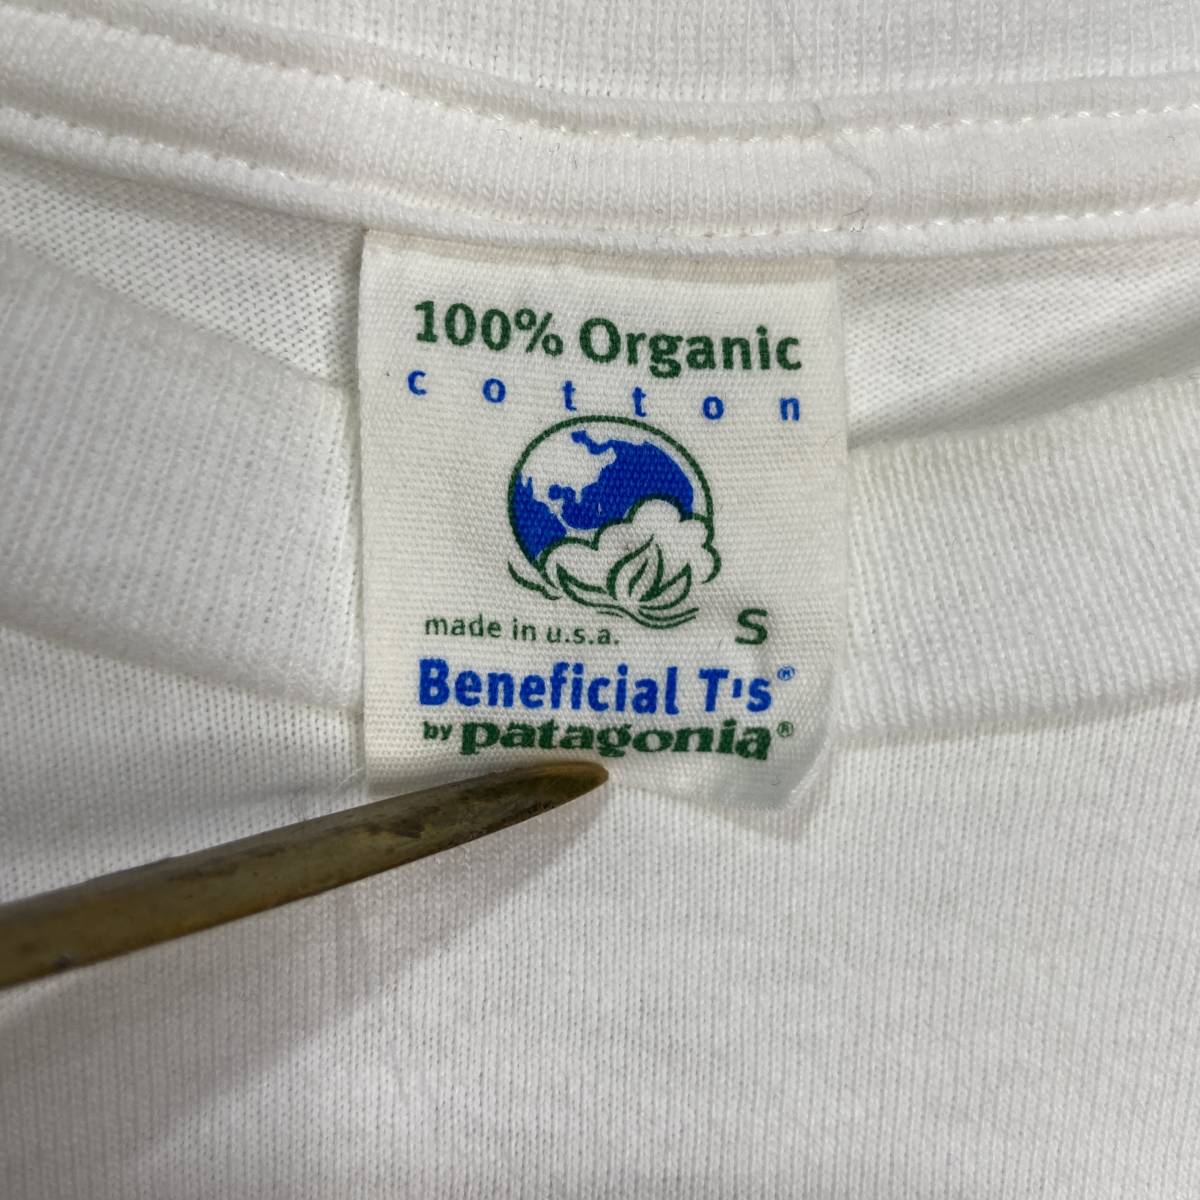 100% Organic
cotton
made in u.s.a. S
Beneficial T's®
by patagonia®